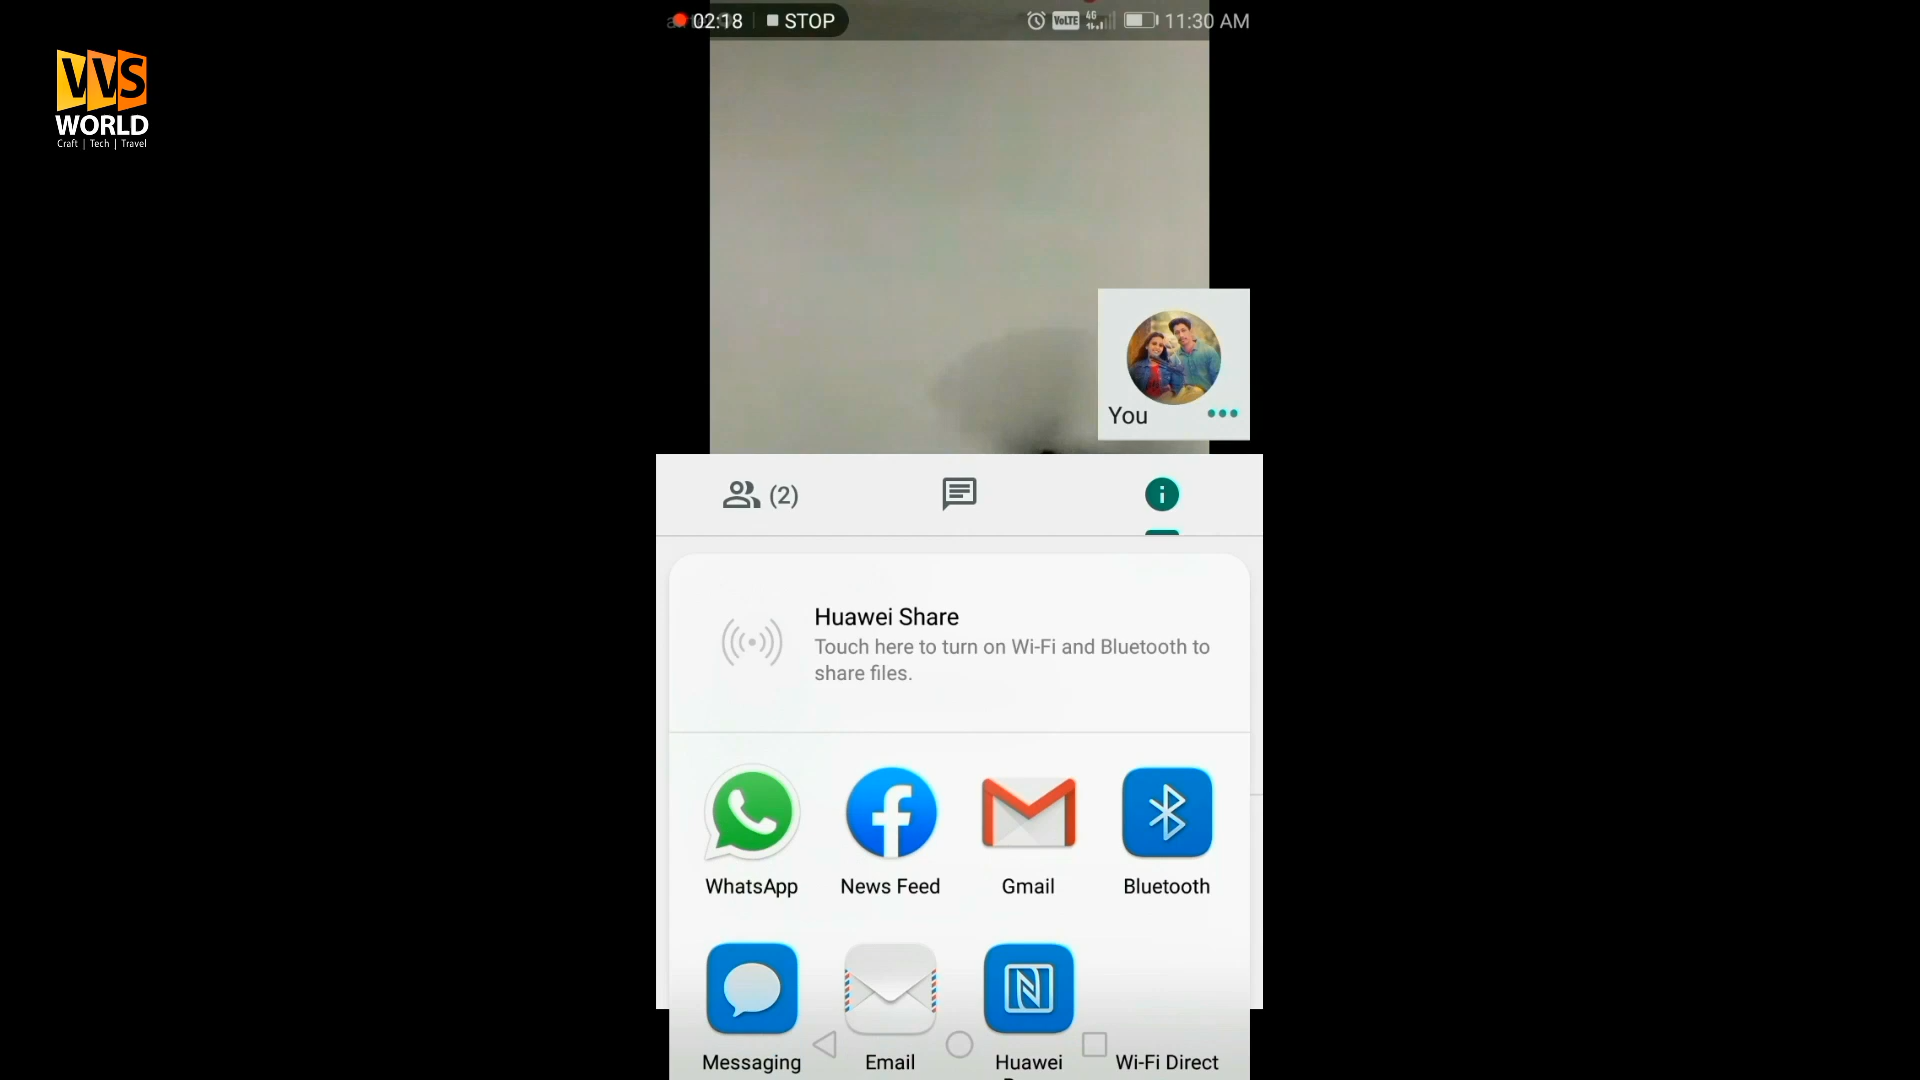 02:18 STOP
VoLTE 4G 11:30 AM
VVS
WORLD
Craft | Tech | Travel
You
(2)
Huawei Share
Touch here to turn on Wi-Fi and Bluetooth to
share files.
WhatsApp
News Feed
Gmail
Bluetooth
Messaging
Email
Huawei
Wi-Fi Direct